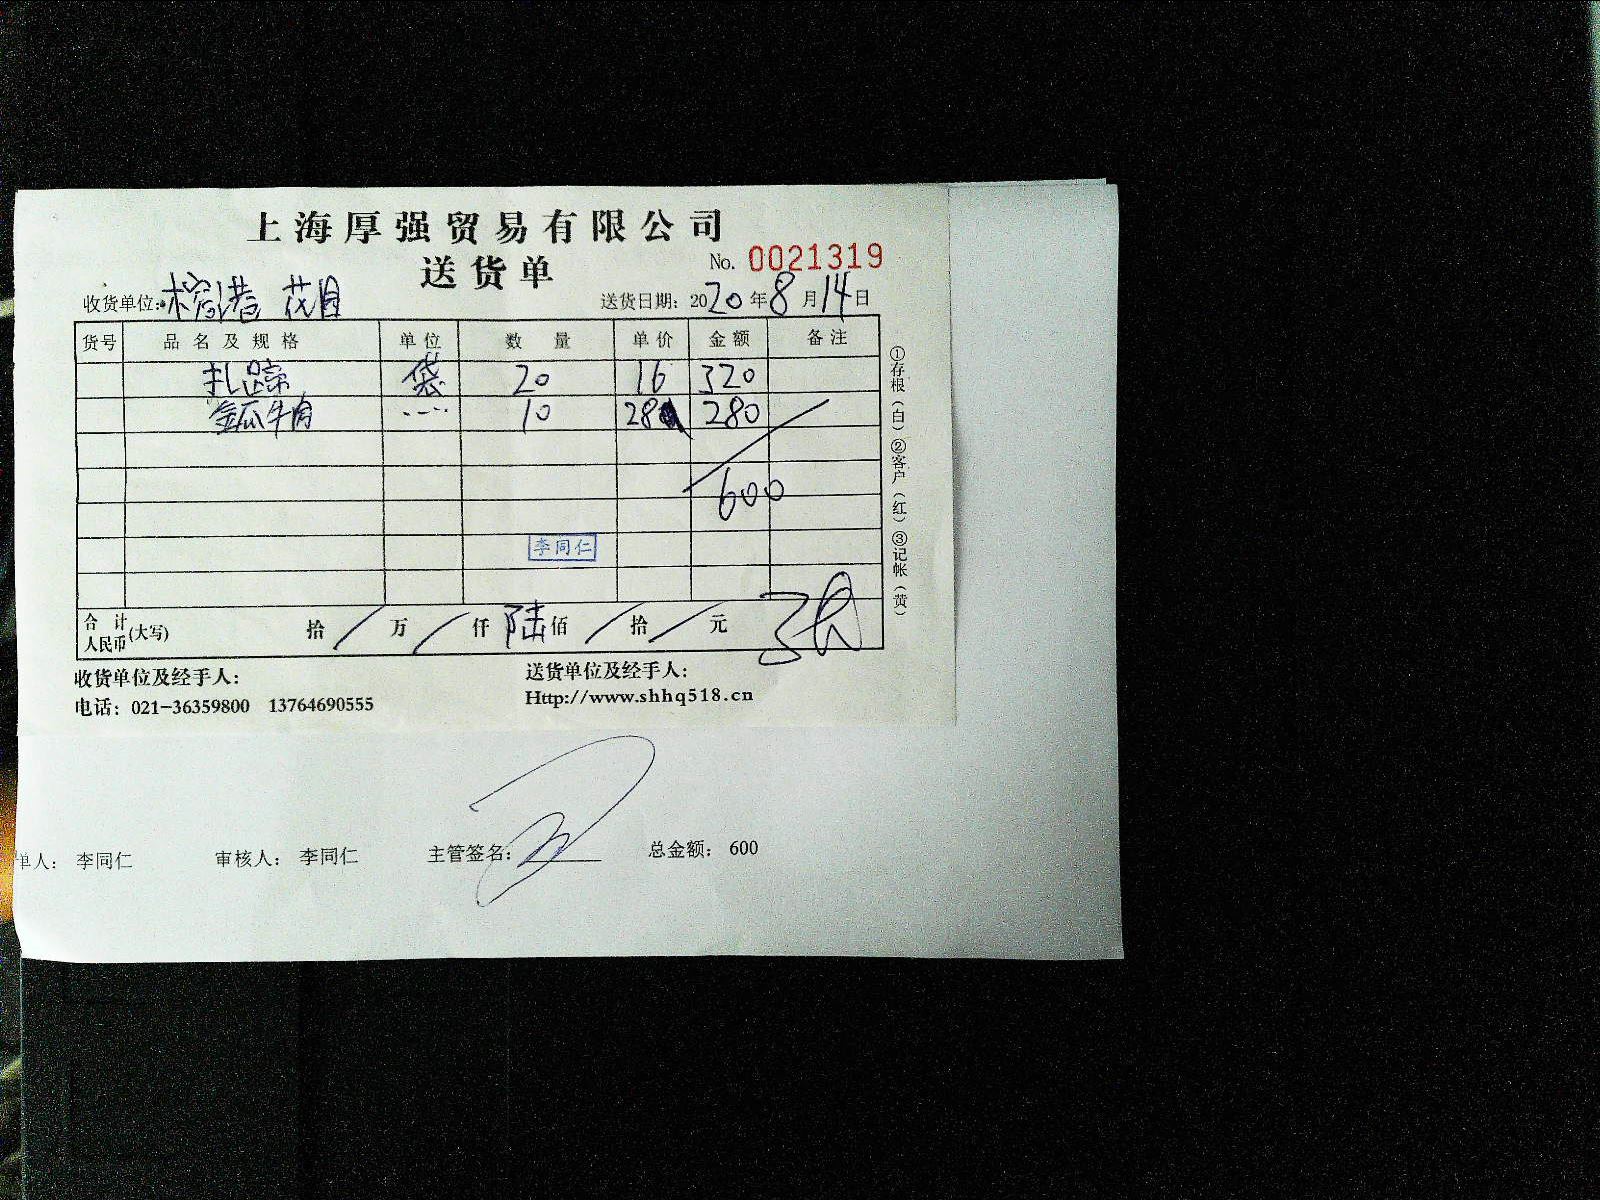 上海厚强贸易有限公司
送货单
No. 0021319
收货单位: 榕港 花园
送货日期: 2020年8月14日
货号 品名及规格 单位 数量 单价 金额 备注
扎蹄 袋 20 16 320
金瓜牛肉 ---- 10 28 280
600
李同仁
合计人民币(大写) 拾 / 万 / 仟 陆佰 / 拾 / 元
①存根(白) ②客户(红) ③记帐(黄)
收货单位及经手人:
送货单位及经手人:
电话: 021-36359800 13764690555
Http://www.shhq518.cn
单人: 李同仁 审核人: 李同仁 主管签名: 总金额: 600